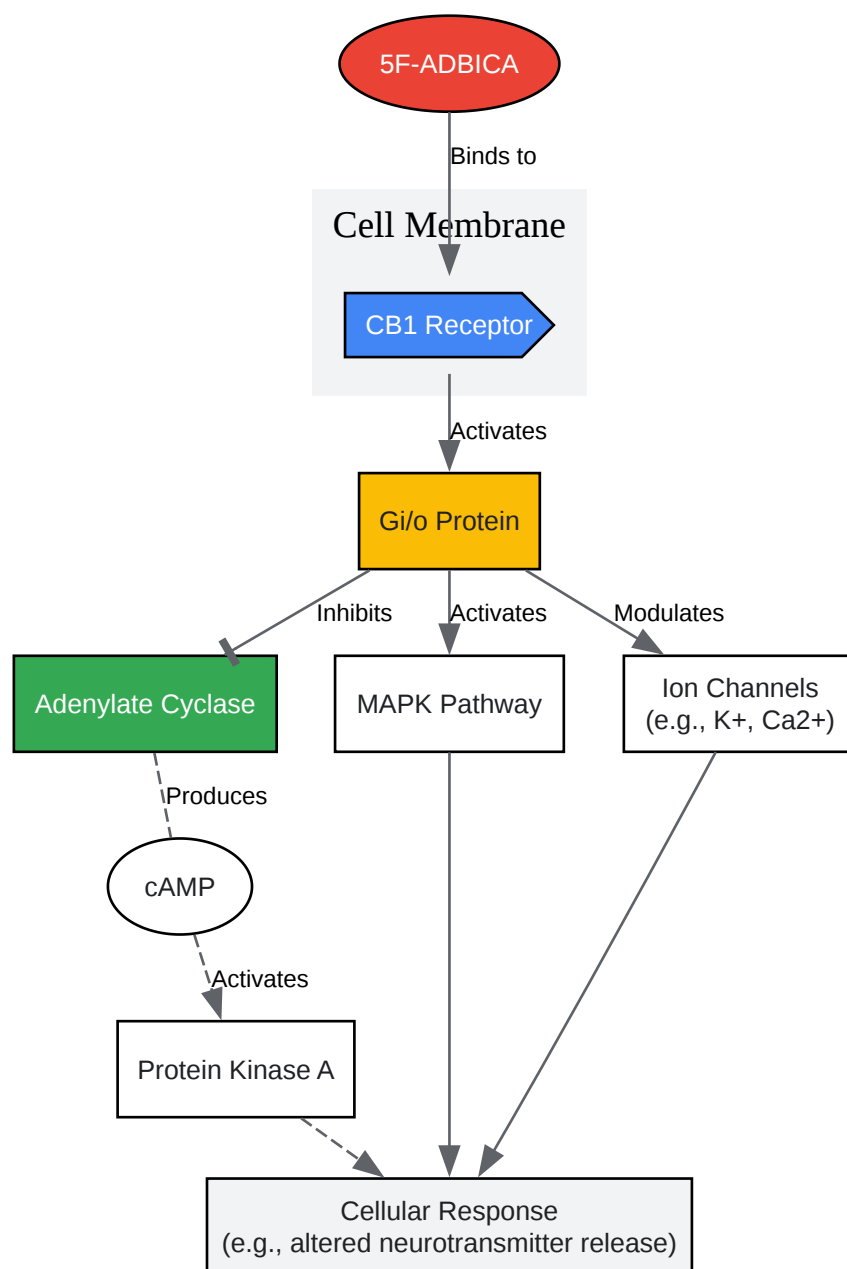 5F-ADBICA
Binds to
Cell Membrane
CB1 Receptor
Activates
Gi/o Protein
Inhibits
Activates
Modulates
Adenylate Cyclase
MAPK Pathway
Ion Channels
(e.g., K+, Ca2+)
Produces
cAMP
Activates
Protein Kinase A
Cellular Response
(e.g., altered neurotransmitter release)